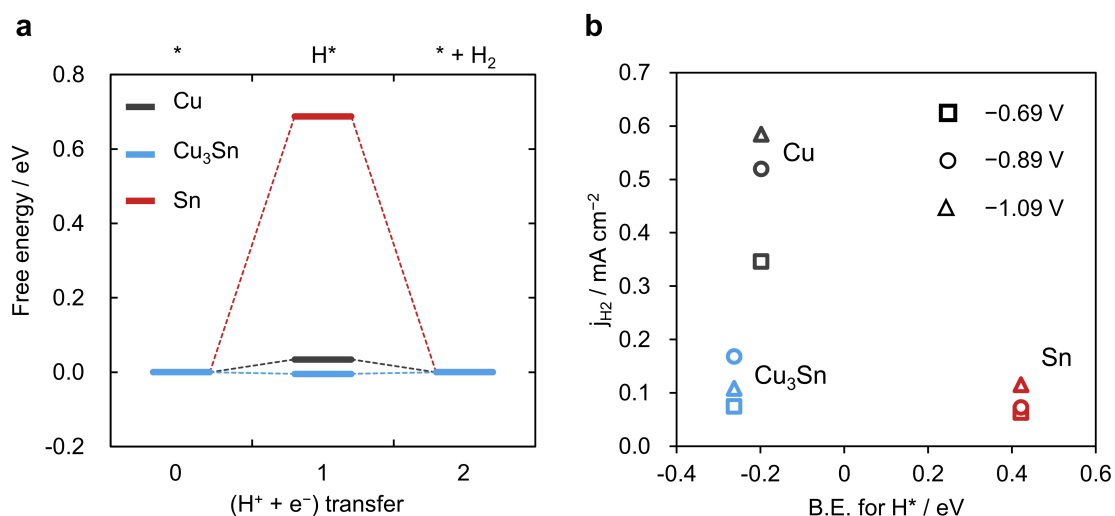 a
* H* * + H₂
0.8
0.6
0.4
0.2
0.0
-0.2
Free energy / eV
Cu
Cu₃Sn
Sn
0 1 2
(H⁺ + e⁻) transfer
b
0.7
0.6
0.5
0.4
0.3
0.2
0.1
0.0
j_H2 / mA cm⁻²
−0.69 V
−0.89 V
−1.09 V
Cu
Cu₃Sn
Sn
-0.4 -0.2 0 0.2 0.4 0.6
B.E. for H* / eV